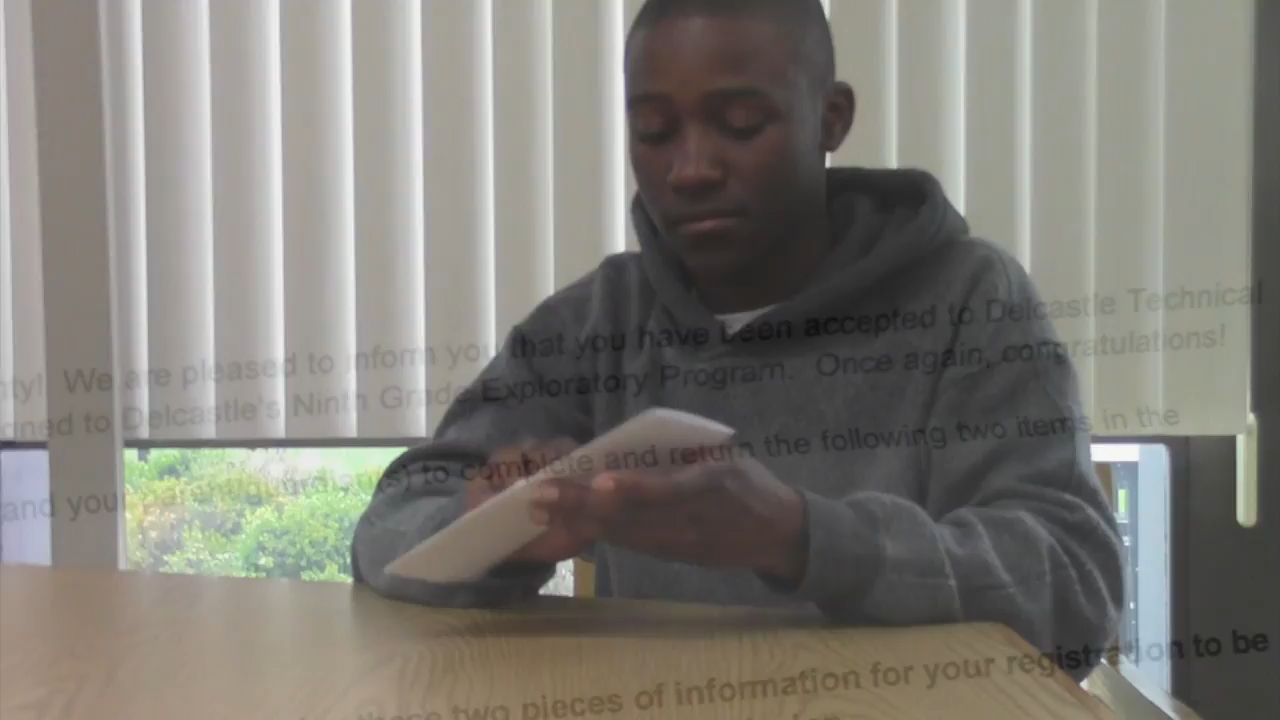 nty! We are pleased to inform you that you have been accepted to Delcastle Technical
gned to Delcastle's Ninth Grade Exploratory Program. Once again, congratulations!
and your (s) to complete and return the following two items in the
these two pieces of information for your registration to be